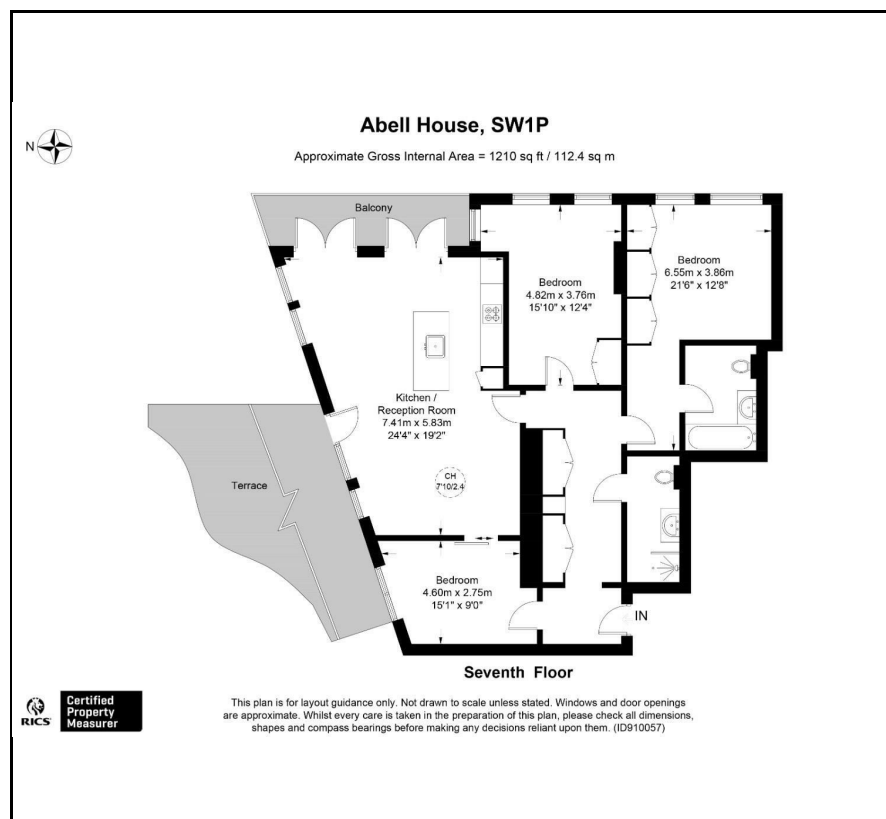 Abell House, SW1P
N
Approximate Gross Internal Area = 1210 sq ft / 112.4 sq m
Balcony
Bedroom
6.55m x 3.86m
21'6" x 12'8"
Bedroom
4.82m x 3.76m
15'10" x 12'4"
Kitchen /
Reception Room
7.41m x 5.83m
24'4" x 19'2"
CH
7'10/2.4
Terrace
Bedroom
4.60m x 2.75m
15'1" x 9'0"
IN
Seventh Floor
RICS
Certified
Property
Measurer
This plan is for layout guidance only. Not drawn to scale unless stated. Windows and door openings
are approximate. Whilst every care is taken in the preparation of this plan, please check all dimensions,
shapes and compass bearings before making any decisions reliant upon them. (ID910057)